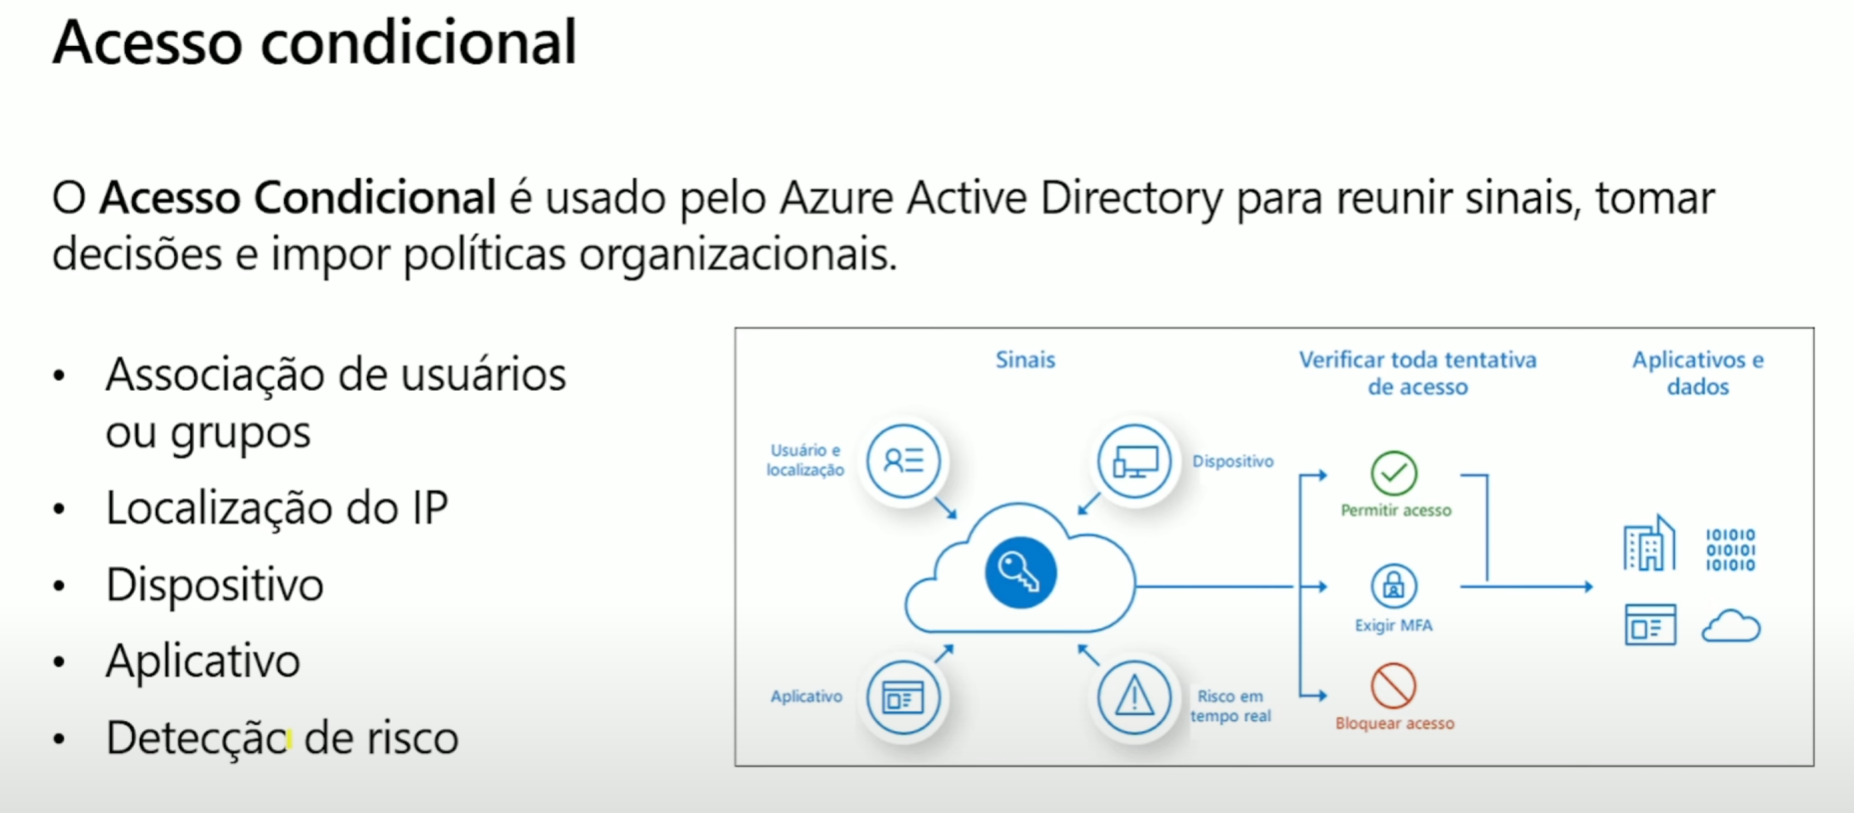 Acesso condicional
O Acesso Condicional é usado pelo Azure Active Directory para reunir sinais, tomar
decisões e impor políticas organizacionais.
• Associação de usuários
ou grupos
• Localização do IP
• Dispositivo
• Aplicativo
• Detecção de risco
Sinais
Usuário e
localização
Dispositivo
Aplicativo
Risco em
tempo real
Verificar toda tentativa
de acesso
Permitir acesso
Exigir MFA
Bloquear acesso
Aplicativos e
dados
101010
010101
101010